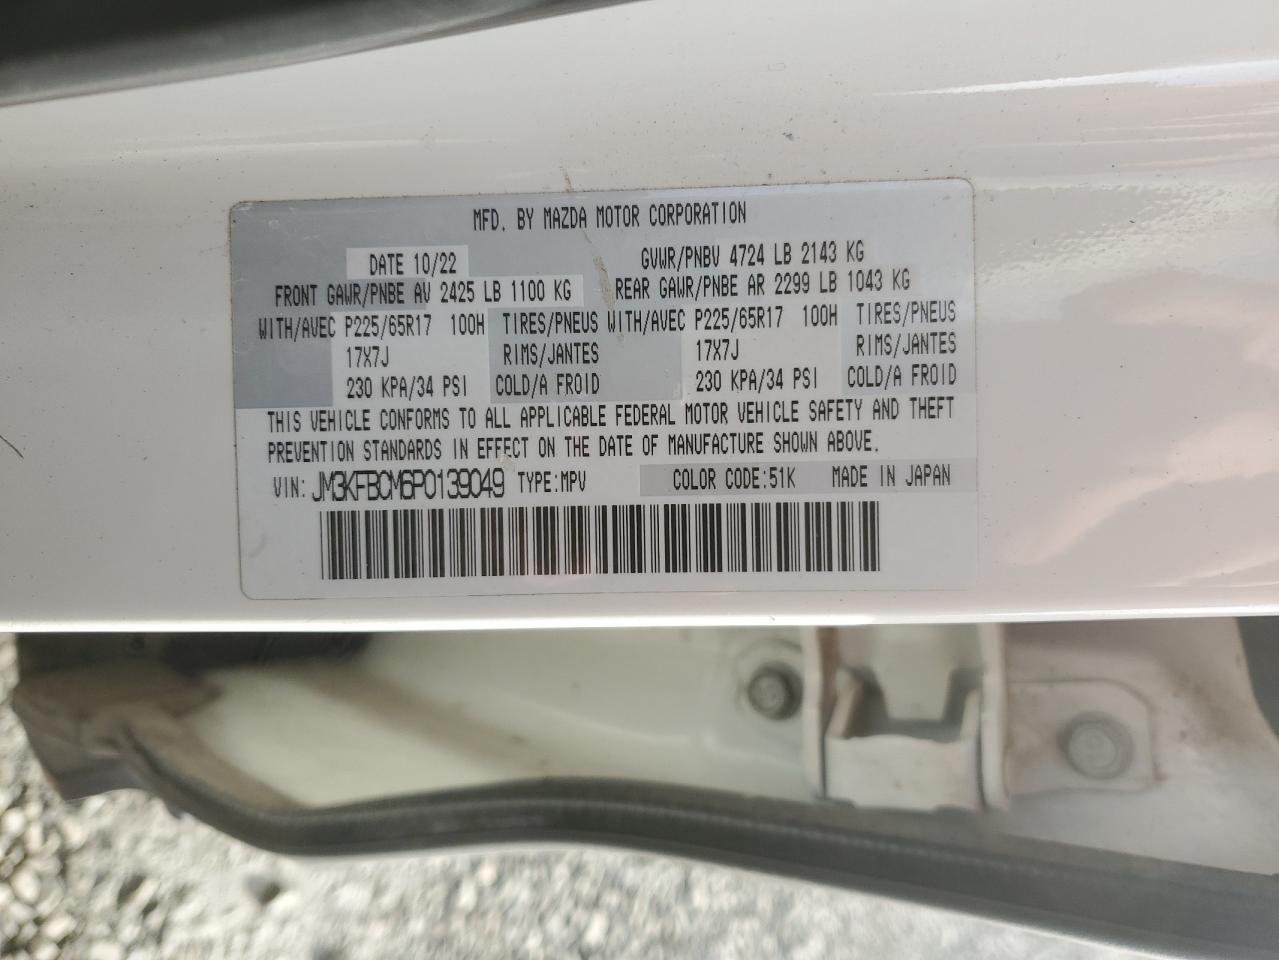 MFD. BY MAZDA MOTOR CORPORATION
DATE 10/22 GVWR/PNBV 4724 LB 2143 KG
FRONT GAWR/PNBE AV 2425 LB 1100 KG REAR GAWR/PNBE AR 2299 LB 1043 KG
WITH/AVEC P225/65R17 100H TIRES/PNEUS WITH/AVEC P225/65R17 100H TIRES/PNEUS
17X7J RIMS/JANTES 17X7J RIMS/JANTES
230 KPA/34 PSI COLD/A FROID 230 KPA/34 PSI COLD/A FROID
THIS VEHICLE CONFORMS TO ALL APPLICABLE FEDERAL MOTOR VEHICLE SAFETY AND THEFT
PREVENTION STANDARDS IN EFFECT ON THE DATE OF MANUFACTURE SHOWN ABOVE.
VIN: JM3KFBCM6P0139049 TYPE:MPV COLOR CODE:51K MADE IN JAPAN